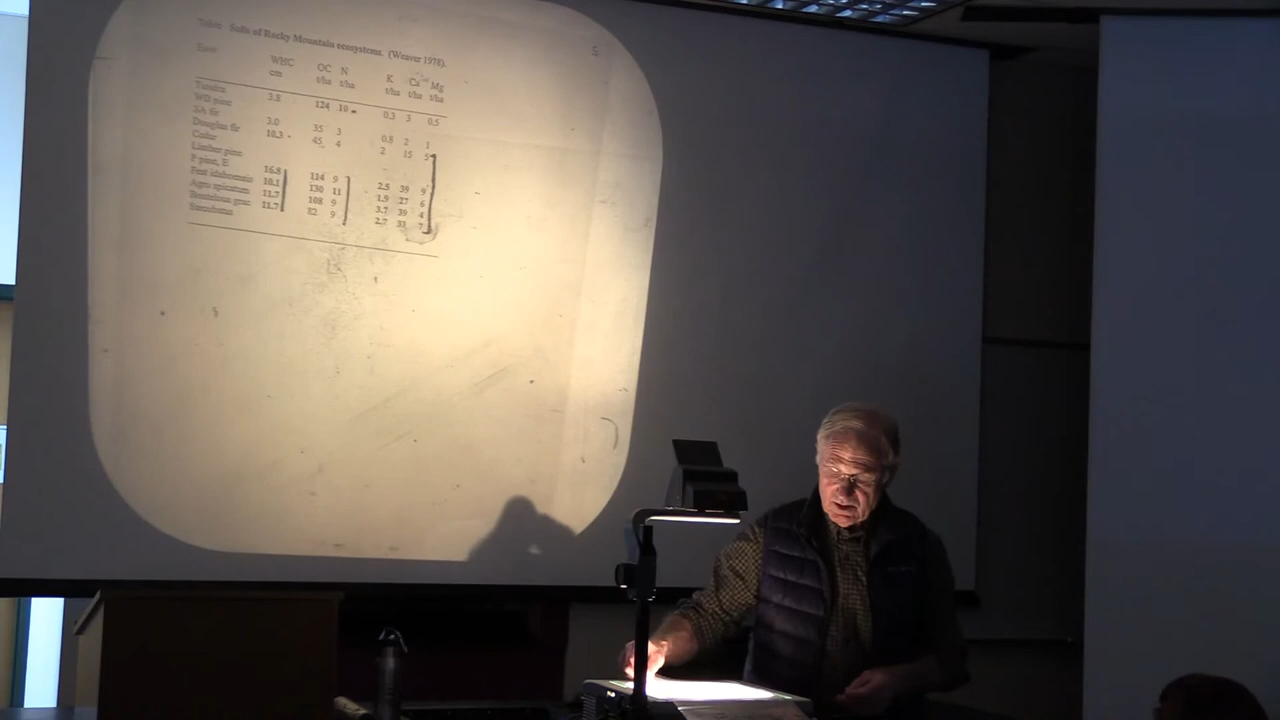 Table Soils of Rocky Mountain ecosystems. (Weaver 1978).
5
WHC OC N K Ca Mg
cm t/ha t/ha t/ha t/ha t/ha
Tundra 3.8 124 10 0.3 3 0.5
WB pine
SA fir 3.0 35 3 0.8 2 1
Douglas fir 10.3 45 4 2 15 5
Cedar
Limber pine
P pine, E 16.8 114 9 2.5 39 9
Fest idahoensis 10.1 130 11 1.9 27 6
Agro spicatum 11.7 108 9 3.7 39 4
Bouteloua grac 11.7 82 9 2.7 33 7
Sarcobatus